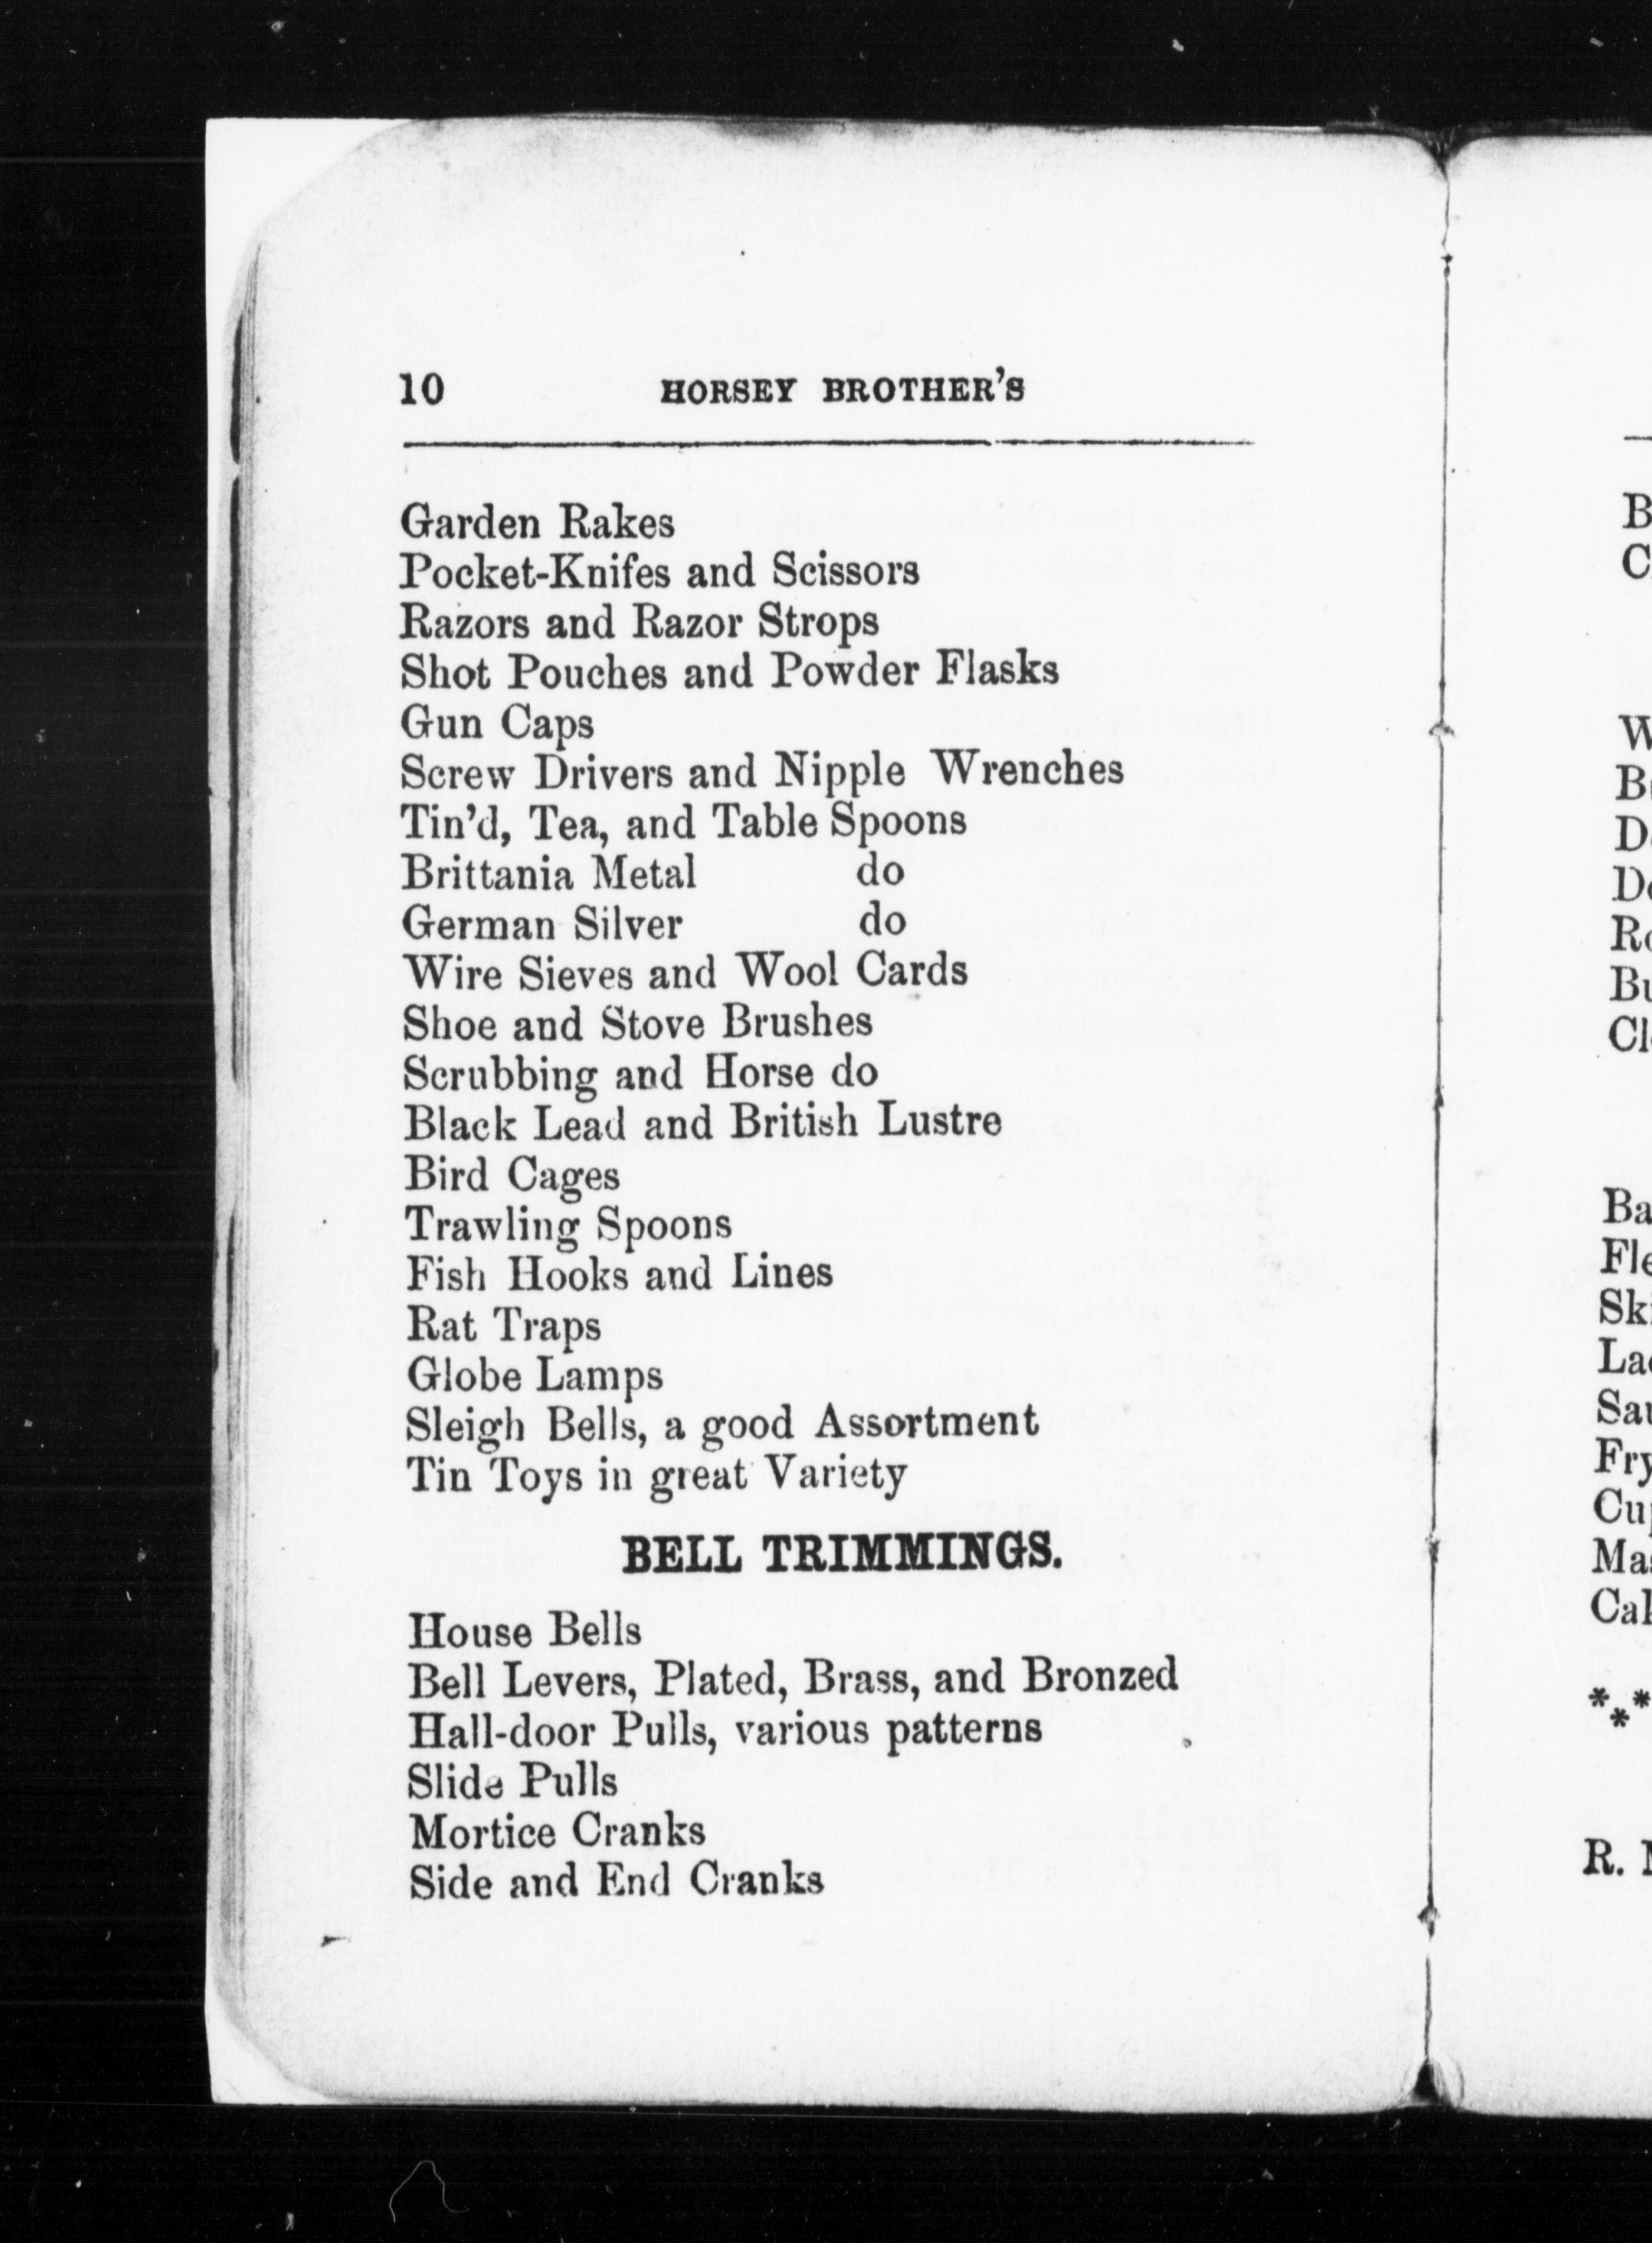 10 HORSEY BROTHER'S
Garden Rakes
Pocket-Knifes and Scissors
Razors and Razor Strops
Shot Pouches and Powder Flasks
Gun Caps
Screw Drivers and Nipple Wrenches
Tin'd, Tea, and Table Spoons
Brittania Metal do
German Silver do
Wire Sieves and Wool Cards
Shoe and Stove Brushes
Scrubbing and Horse do
Black Lead and British Lustre
Bird Cages
Trawling Spoons
Fish Hooks and Lines
Rat Traps
Globe Lamps
Sleigh Bells, a good Assortment
Tin Toys in great Variety
BELL TRIMMINGS.
House Bells
Bell Levers, Plated, Brass, and Bronzed
Hall-door Pulls, various patterns
Slide Pulls
Mortice Cranks
Side and End Cranks